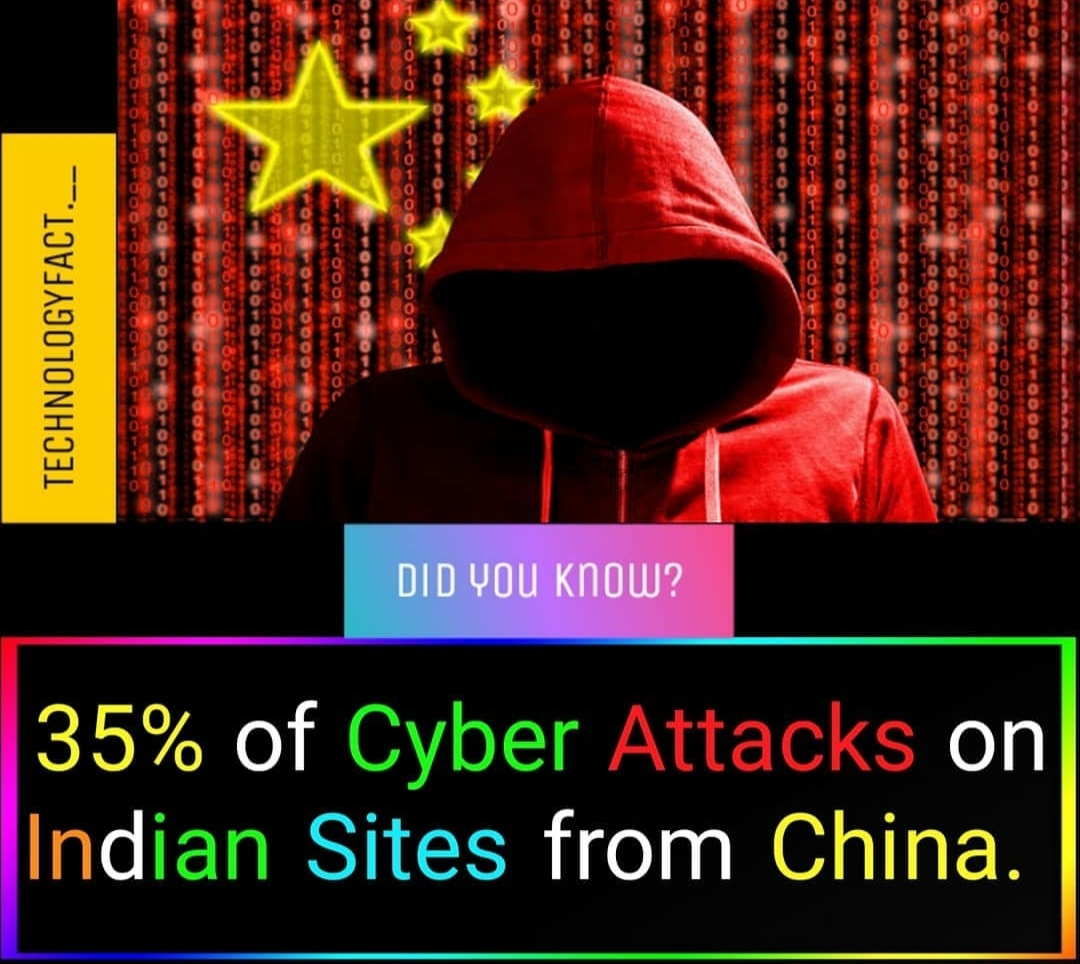 TECHNOLOGYFACT.__
DID YOU KNOW?
35% of Cyber Attacks on
Indian Sites from China.